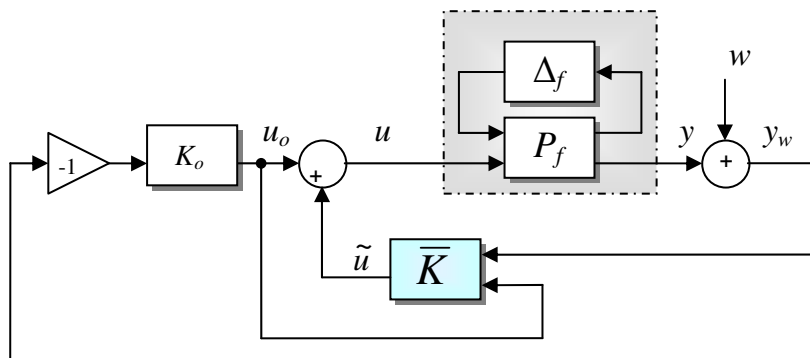 Δ_f
w
-1
K_o
u_o
+
u
P_f
y
+
y_w
ũ
K̅